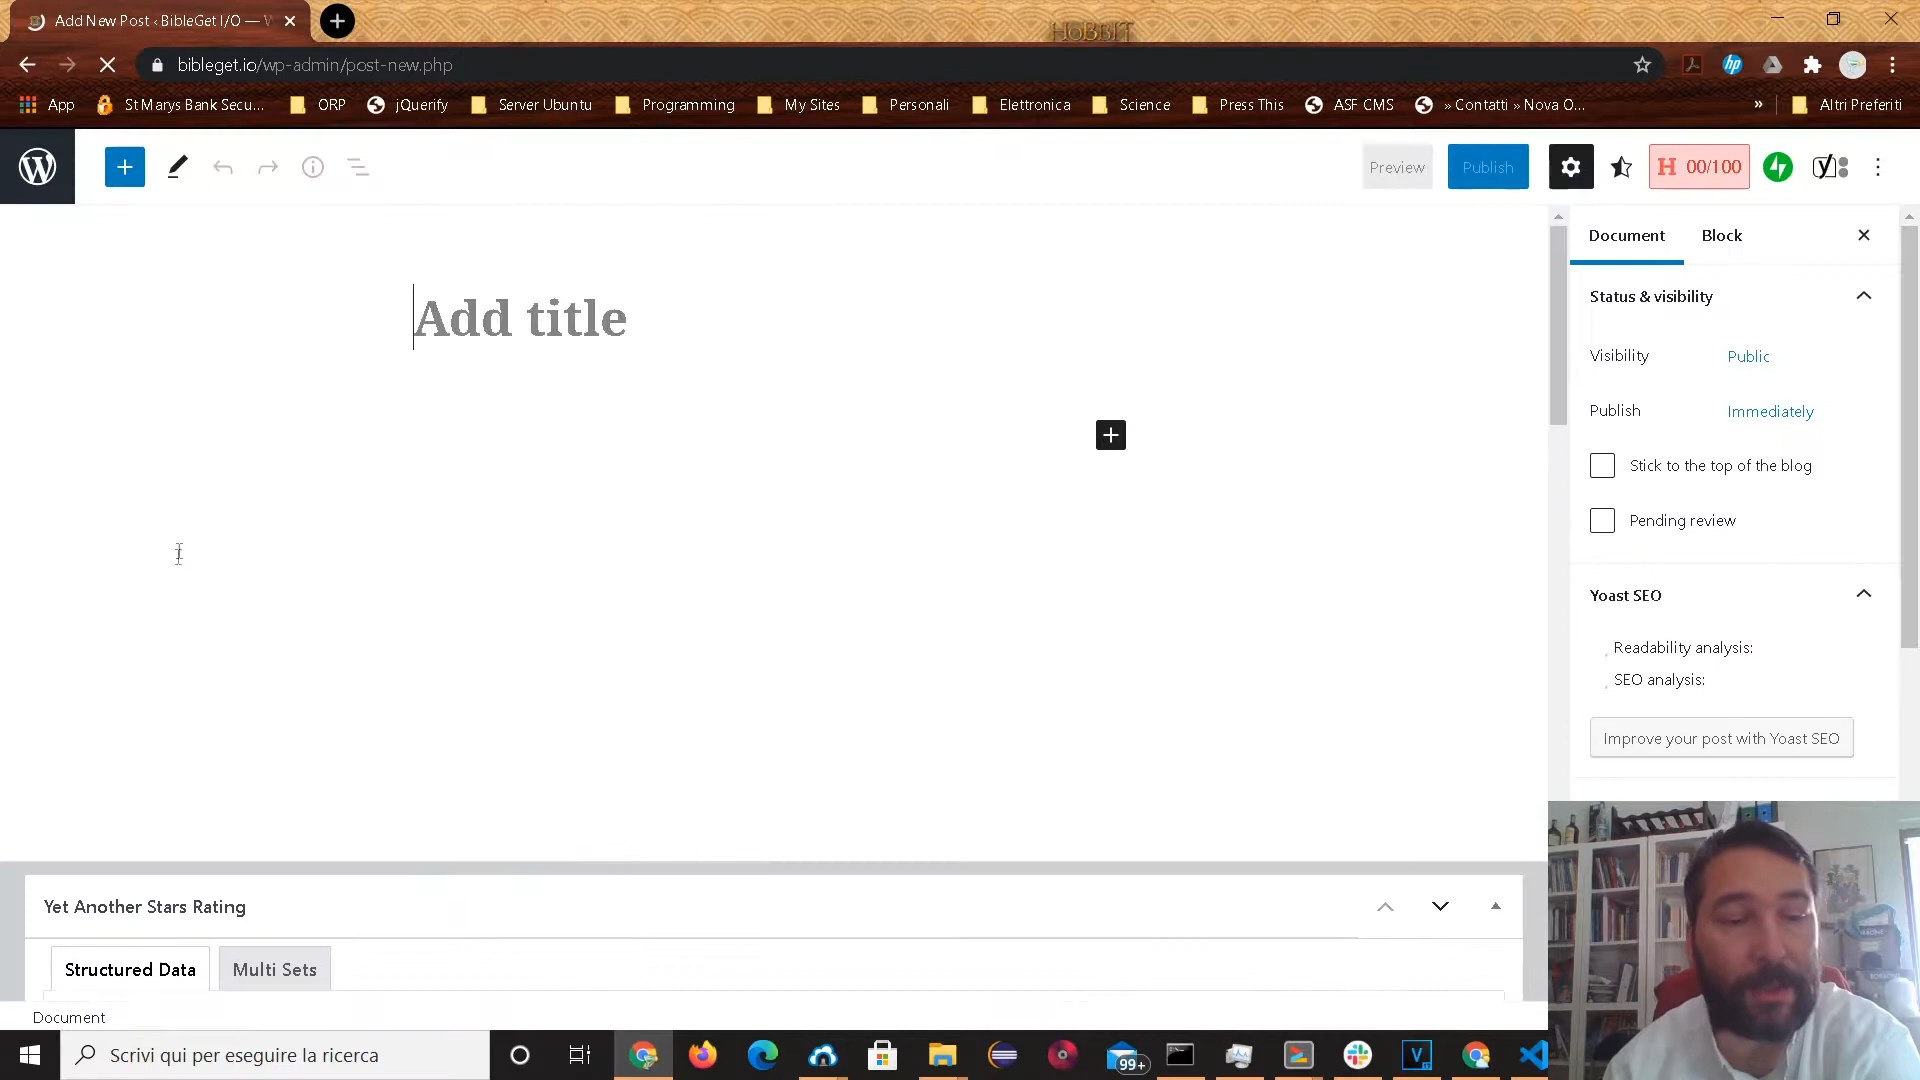 Add New Post ‹ BibleGet I/O — W
HOBBIT
bibleget.io/wp-admin/post-new.php
App
St Marys Bank Secu...
ORP
jQuerify
Server Ubuntu
Programming
My Sites
Personali
Elettronica
Science
Press This
ASF CMS
» Contatti » Nova O...
»
Altri Preferiti
Preview
Publish
H 00/100
Document
Block
Add title
Status & visibility
Visibility
Public
Publish
Immediately
Stick to the top of the blog
Pending review
Yoast SEO
Readability analysis:
SEO analysis:
Improve your post with Yoast SEO
Yet Another Stars Rating
Structured Data
Multi Sets
Document
Scrivi qui per eseguire la ricerca
99+